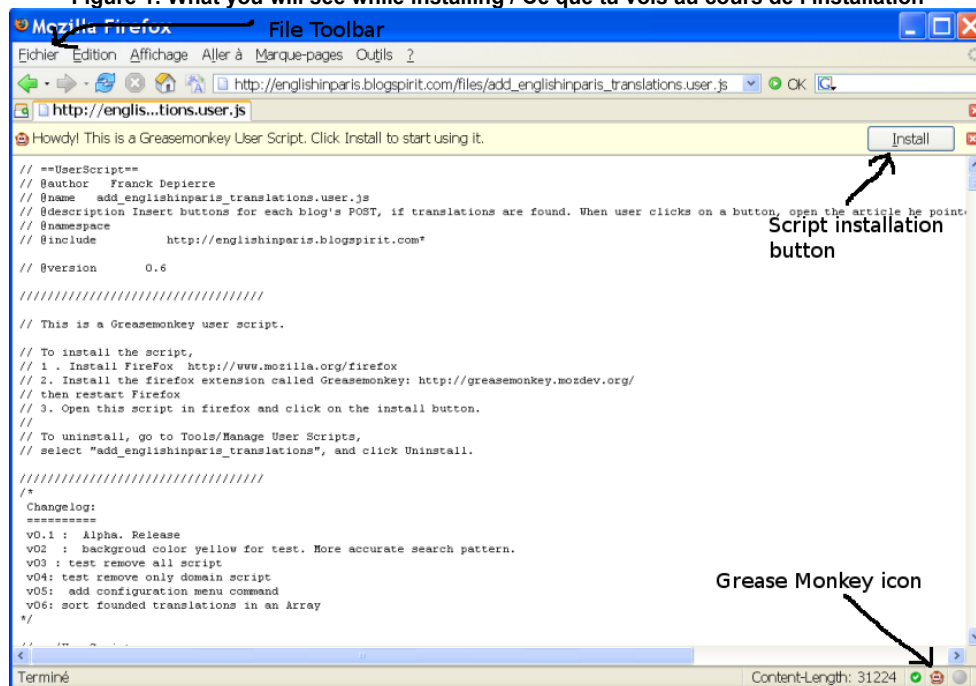 Figure 1: What you will see while installing / Ce que tu vois au cours de l'installation
Mozilla Firefox
File Toolbar
Fichier Édition Affichage Aller à Marque-pages Outils ?
http://englishinparis.blogspirit.com/files/add_englishinparis_translations.user.js OK
http://englis...tions.user.js
Howdy! This is a Greasemonkey User Script. Click Install to start using it. Install
// ==UserScript==
// @author Franck Depierre
// @name add_englishinparis_translations.user.js
// @description Insert buttons for each blog's POST, if translations are found. When user clicks on a button, open the article he point
Script installation
button
// @namespace
// @include http://englishinparis.blogspirit.com*
// @version 0.6
///////////////////////////////////
// This is a Greasemonkey user script.
// To install the script,
// 1 . Install FireFox http://www.mozilla.org/firefox
// 2. Install the firefox extension called Greasemonkey: http://greasemonkey.mozdev.org/
// then restart Firefox
// 3. Open this script in firefox and click on the install button.
//
// To uninstall, go to Tools/Manage User Scripts,
// select "add_englishinparis_translations", and click Uninstall.
///////////////////////////////////
/*
Changelog:
==========
v0.1 : Alpha. Release
v02 : backgroud color yellow for test. More accurate search pattern.
v03 : test remove all script
v04: test remove only domain script
v05: add configuration menu command
v06: sort founded translations in an Array
*/
Grease Monkey icon
Terminé Content-Length: 31224